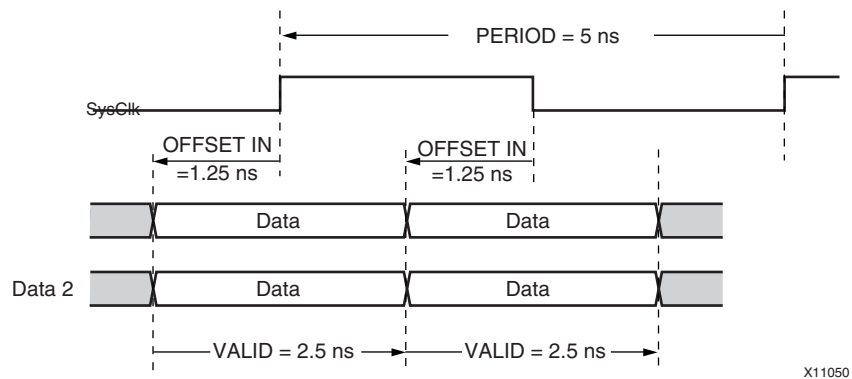 PERIOD = 5 ns
SysClk
OFFSET IN
=1.25 ns
OFFSET IN
=1.25 ns
Data Data
Data 2 Data Data
VALID = 2.5 ns VALID = 2.5 ns
X11050